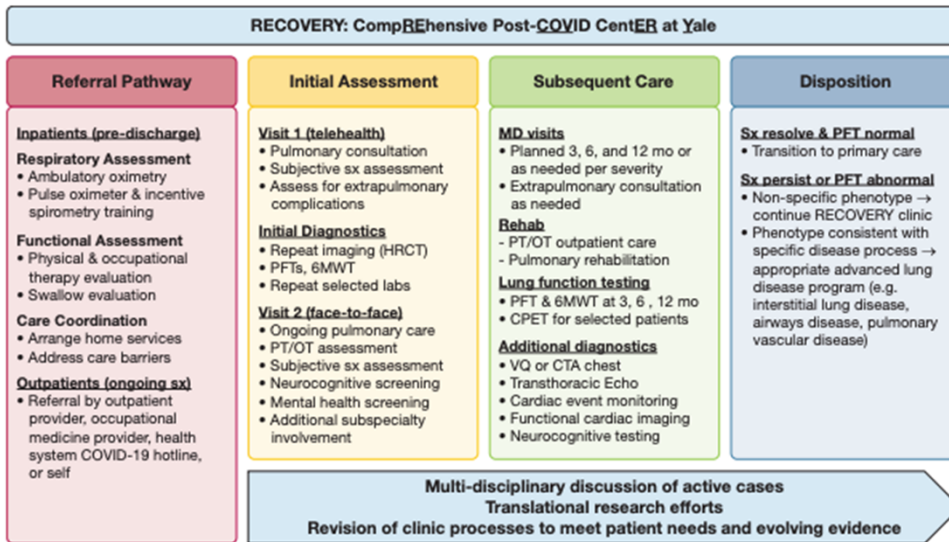 RECOVERY: CompREhensive Post-COVID CentER at Yale
Referral Pathway
Inpatients (pre-discharge)
Respiratory Assessment
• Ambulatory oximetry
• Pulse oximeter & incentive
spirometry training
Functional Assessment
• Physical & occupational
therapy evaluation
• Swallow evaluation
Care Coordination
• Arrange home services
• Address care barriers
Outpatients (ongoing sx)
• Referral by outpatient
provider, occupational
medicine provider, health
system COVID-19 hotline,
or self
Initial Assessment
Visit 1 (telehealth)
• Pulmonary consultation
• Subjective sx assessment
• Assess for extrapulmonary
complications
Initial Diagnostics
• Repeat imaging (HRCT)
• PFTs, 6MWT
• Repeat selected labs
Visit 2 (face-to-face)
• Ongoing pulmonary care
• PT/OT assessment
• Subjective sx assessment
• Neurocognitive screening
• Mental health screening
• Additional subspecialty
involvement
Subsequent Care
MD visits
• Planned 3, 6, and 12 mo or
as needed per severity
• Extrapulmonary consultation
as needed
Rehab
- PT/OT outpatient care
- Pulmonary rehabilitation
Lung function testing
• PFT & 6MWT at 3, 6 , 12 mo
• CPET for selected patients
Additional diagnostics
• VQ or CTA chest
• Transthoracic Echo
• Cardiac event monitoring
• Functional cardiac imaging
• Neurocognitive testing
Disposition
Sx resolve & PFT normal
• Transition to primary care
Sx persist or PFT abnormal
• Non-specific phenotype →
continue RECOVERY clinic
• Phenotype consistent with
specific disease process →
appropriate advanced lung
disease program (e.g.
interstitial lung disease,
airways disease, pulmonary
vascular disease)
Multi-disciplinary discussion of active cases
Translational research efforts
Revision of clinic processes to meet patient needs and evolving evidence